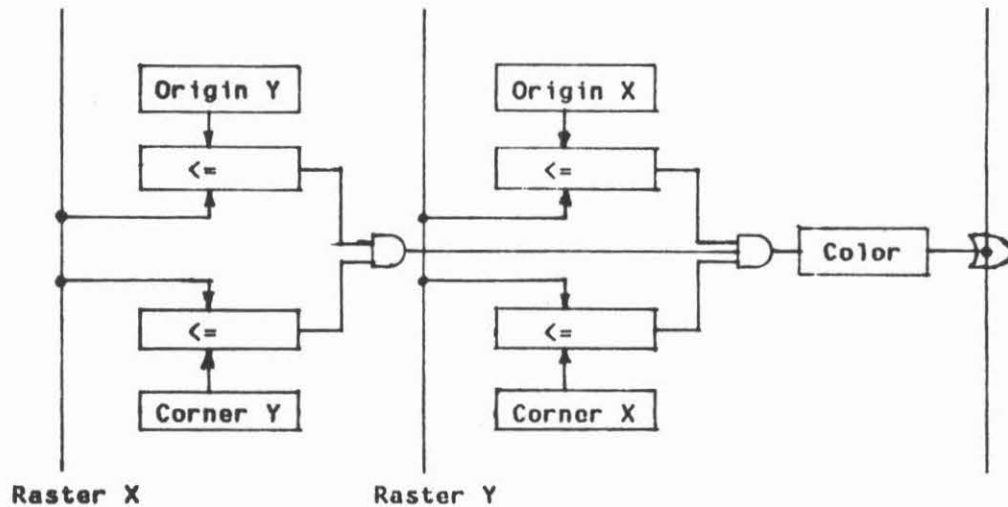 Origin Y
Origin X
<=
<=
Color
<=
<=
Corner Y
Corner X
Raster X
Raster Y